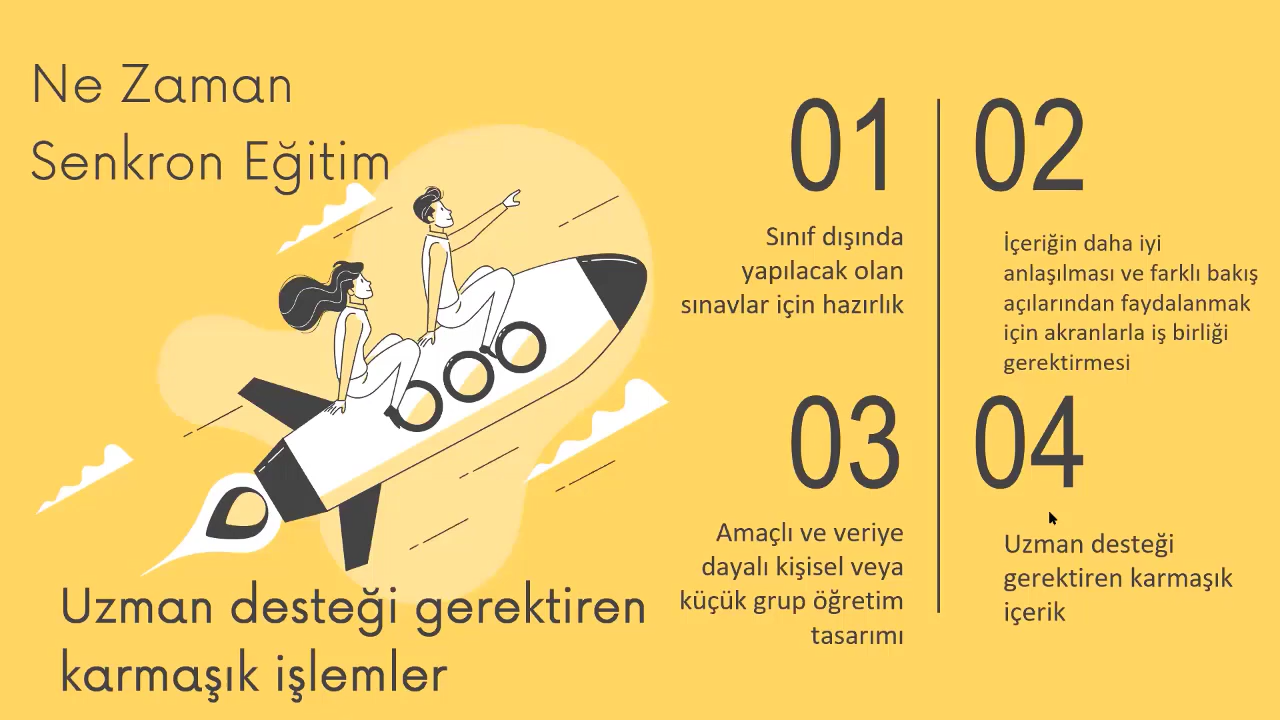 Ne Zaman
Senkron Eğitim
01
Sınıf dışında
yapılacak olan
sınavlar için hazırlık
02
İçeriğin daha iyi
anlaşılması ve farklı bakış
açılarından faydalanmak
için akranlarla iş birliği
gerektirmesi
03
Amaçlı ve veriye
dayalı kişisel veya
küçük grup öğretim
tasarımı
04
Uzman desteği
gerektiren karmaşık
içerik
Uzman desteği gerektiren
karmaşık işlemler